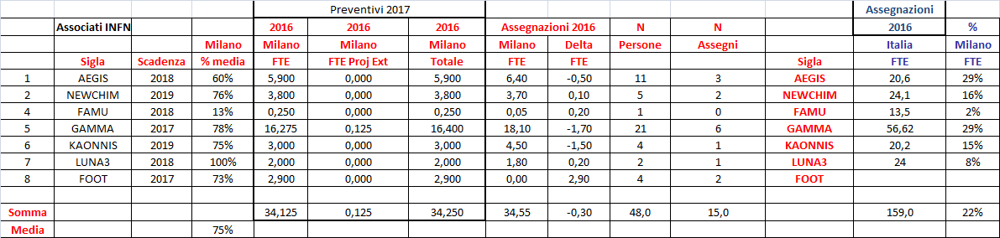 Preventivi 2017 Assegnazioni
Associati INFN 2016 2016 2016 Assegnazioni 2016 N N 2016 %
Milano Milano Milano Milano Milano Delta Persone Assegni Italia Milano
Sigla Scadenza % media FTE FTE Proj Ext Totale FTE FTE Sigla FTE FTE
1 AEGIS 2018 60% 5,900 0,000 5,900 6,40 -0,50 11 3 AEGIS 20,6 29%
2 NEWCHIM 2019 76% 3,800 0,000 3,800 3,70 0,10 5 2 NEWCHIM 24,1 16%
4 FAMU 2018 13% 0,250 0,000 0,250 0,05 0,20 1 0 FAMU 13,5 2%
5 GAMMA 2017 78% 16,275 0,125 16,400 18,10 -1,70 21 6 GAMMA 56,62 29%
6 KAONNIS 2019 75% 3,000 0,000 3,000 4,50 -1,50 4 1 KAONNIS 20,2 15%
7 LUNA3 2018 100% 2,000 0,000 2,000 1,80 0,20 2 1 LUNA3 24 8%
8 FOOT 2017 73% 2,900 0,000 2,900 0,00 2,90 4 2 FOOT
Somma 34,125 0,125 34,250 34,55 -0,30 48,0 15,0 159,0 22%
Media 75%